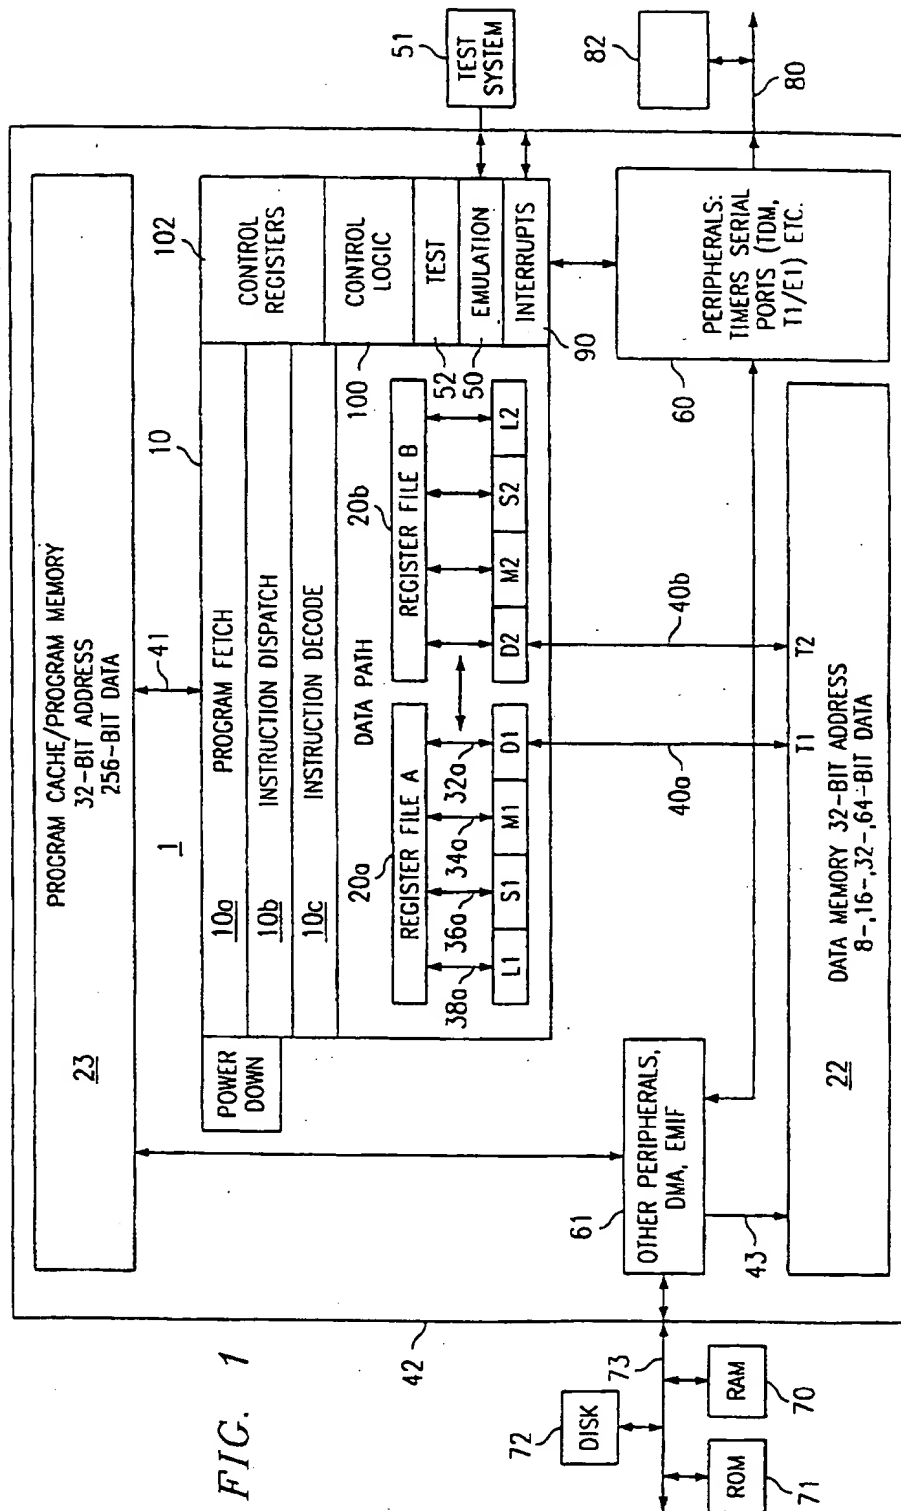 PROGRAM CACHE/PROGRAM MEMORY
32-BIT ADDRESS
256-BIT DATA
23
1
41
10
102
POWER
DOWN
10a
PROGRAM FETCH
10b
INSTRUCTION DISPATCH
10c
INSTRUCTION DECODE
CONTROL
REGISTERS
CONTROL
LOGIC
TEST
EMULATION
INTERRUPTS
51
TEST
SYSTEM
DATA PATH
20a
20b
100
52
50
90
REGISTER FILE A
REGISTER FILE B
38a
36a
34a
32a
L1
S1
M1
D1
D2
M2
S2
L2
40a
40b
T1
T2
61
OTHER PERIPHERALS,
DMA, EMIF
43
60
PERIPHERALS:
TIMERS SERIAL
PORTS (TDM,
T1/E1) ETC.
82
80
22
DATA MEMORY 32-BIT ADDRESS
8-,16-,32-,64-BIT DATA
42
72
DISK
73
ROM
71
RAM
70
FIG. 1